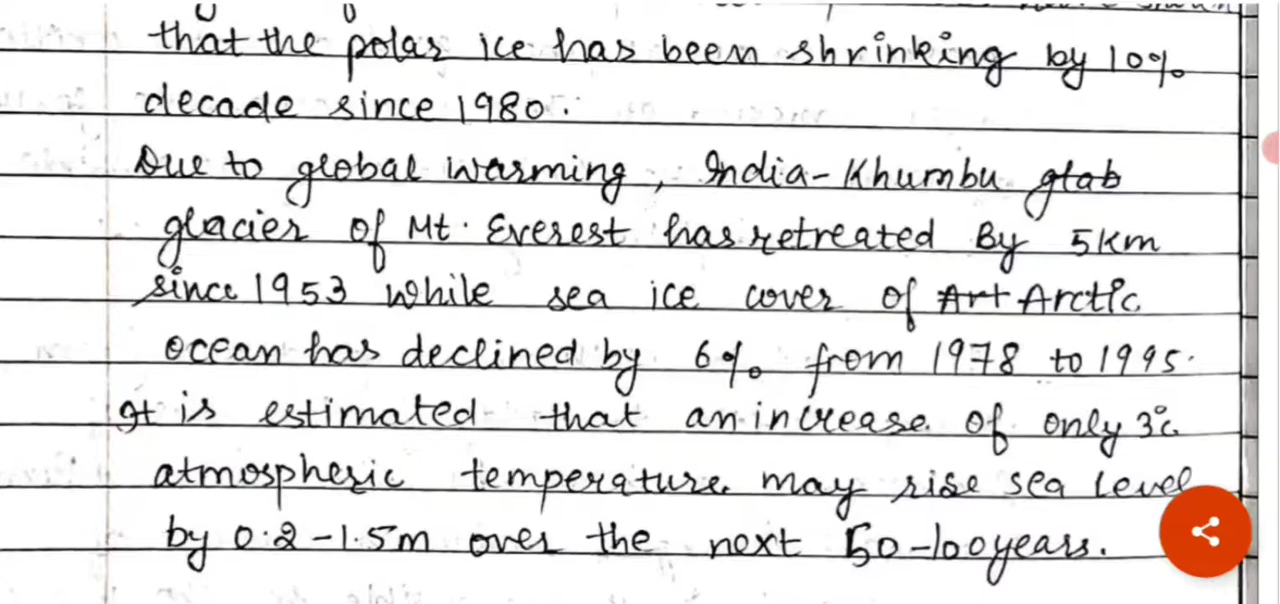 that the polar ice has been shrinking by 10%
decade since 1980.
Due to global warming, India-Khumbu glab
glacier of Mt. Everest has retreated By 5km
since 1953 while sea ice cover of Art Arctic
ocean has declined by 6% from 1978 to 1995.
It is estimated that an increase of only 3°c
atmospheric temperature may rise sea level
by 0.2-1.5m over the next 50-100years.